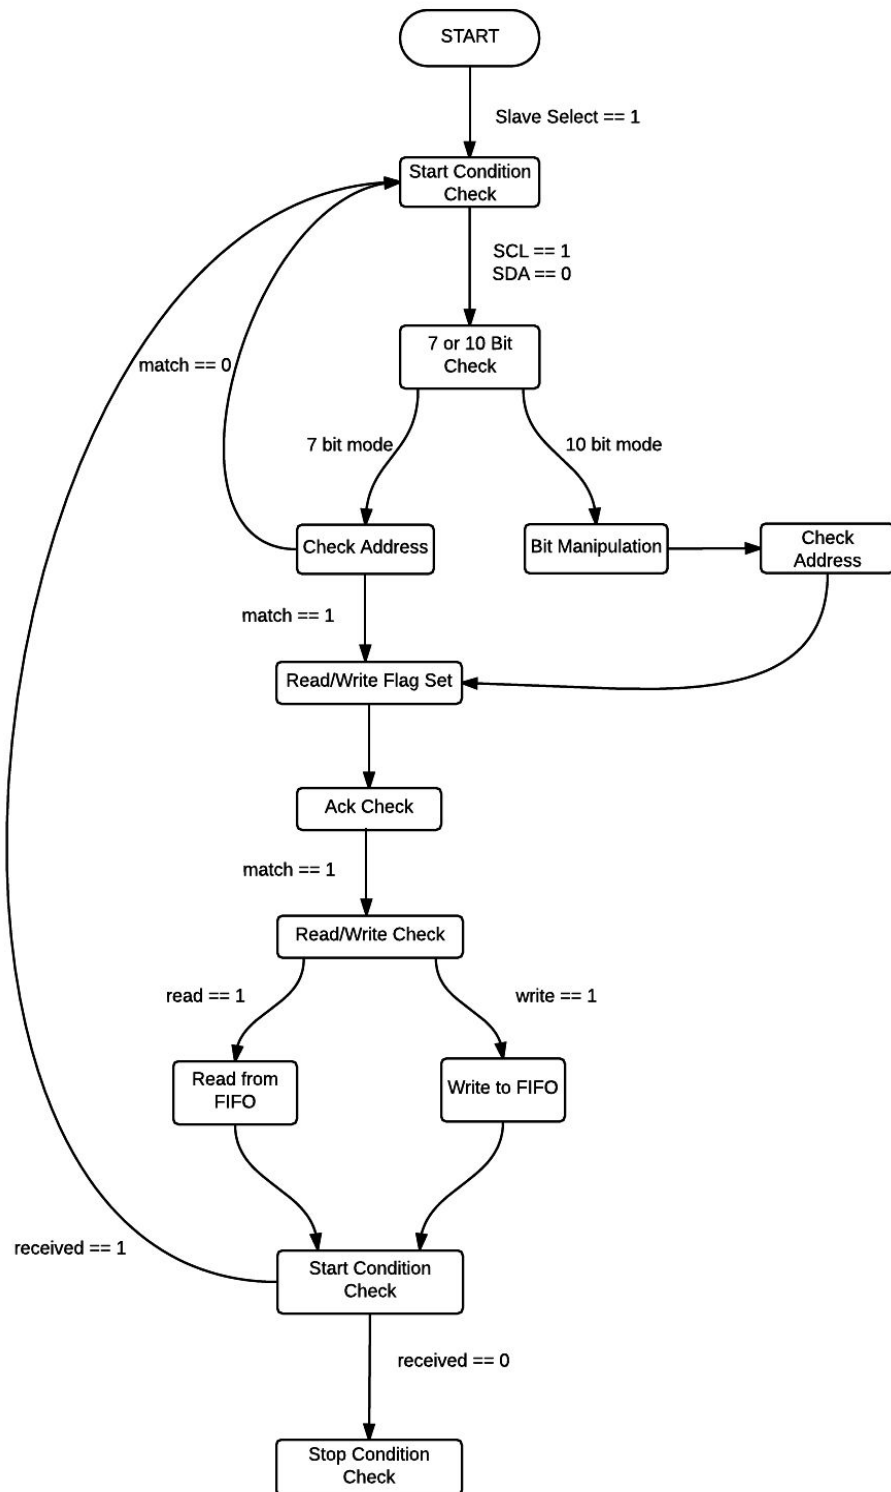 START
Slave Select == 1
Start Condition
Check
SCL == 1
SDA == 0
7 or 10 Bit
Check
match == 0
7 bit mode
10 bit mode
Check Address
Bit Manipulation
Check
Address
match == 1
Read/Write Flag Set
Ack Check
match == 1
Read/Write Check
read == 1
write == 1
Read from
FIFO
Write to FIFO
received == 1
Start Condition
Check
received == 0
Stop Condition
Check